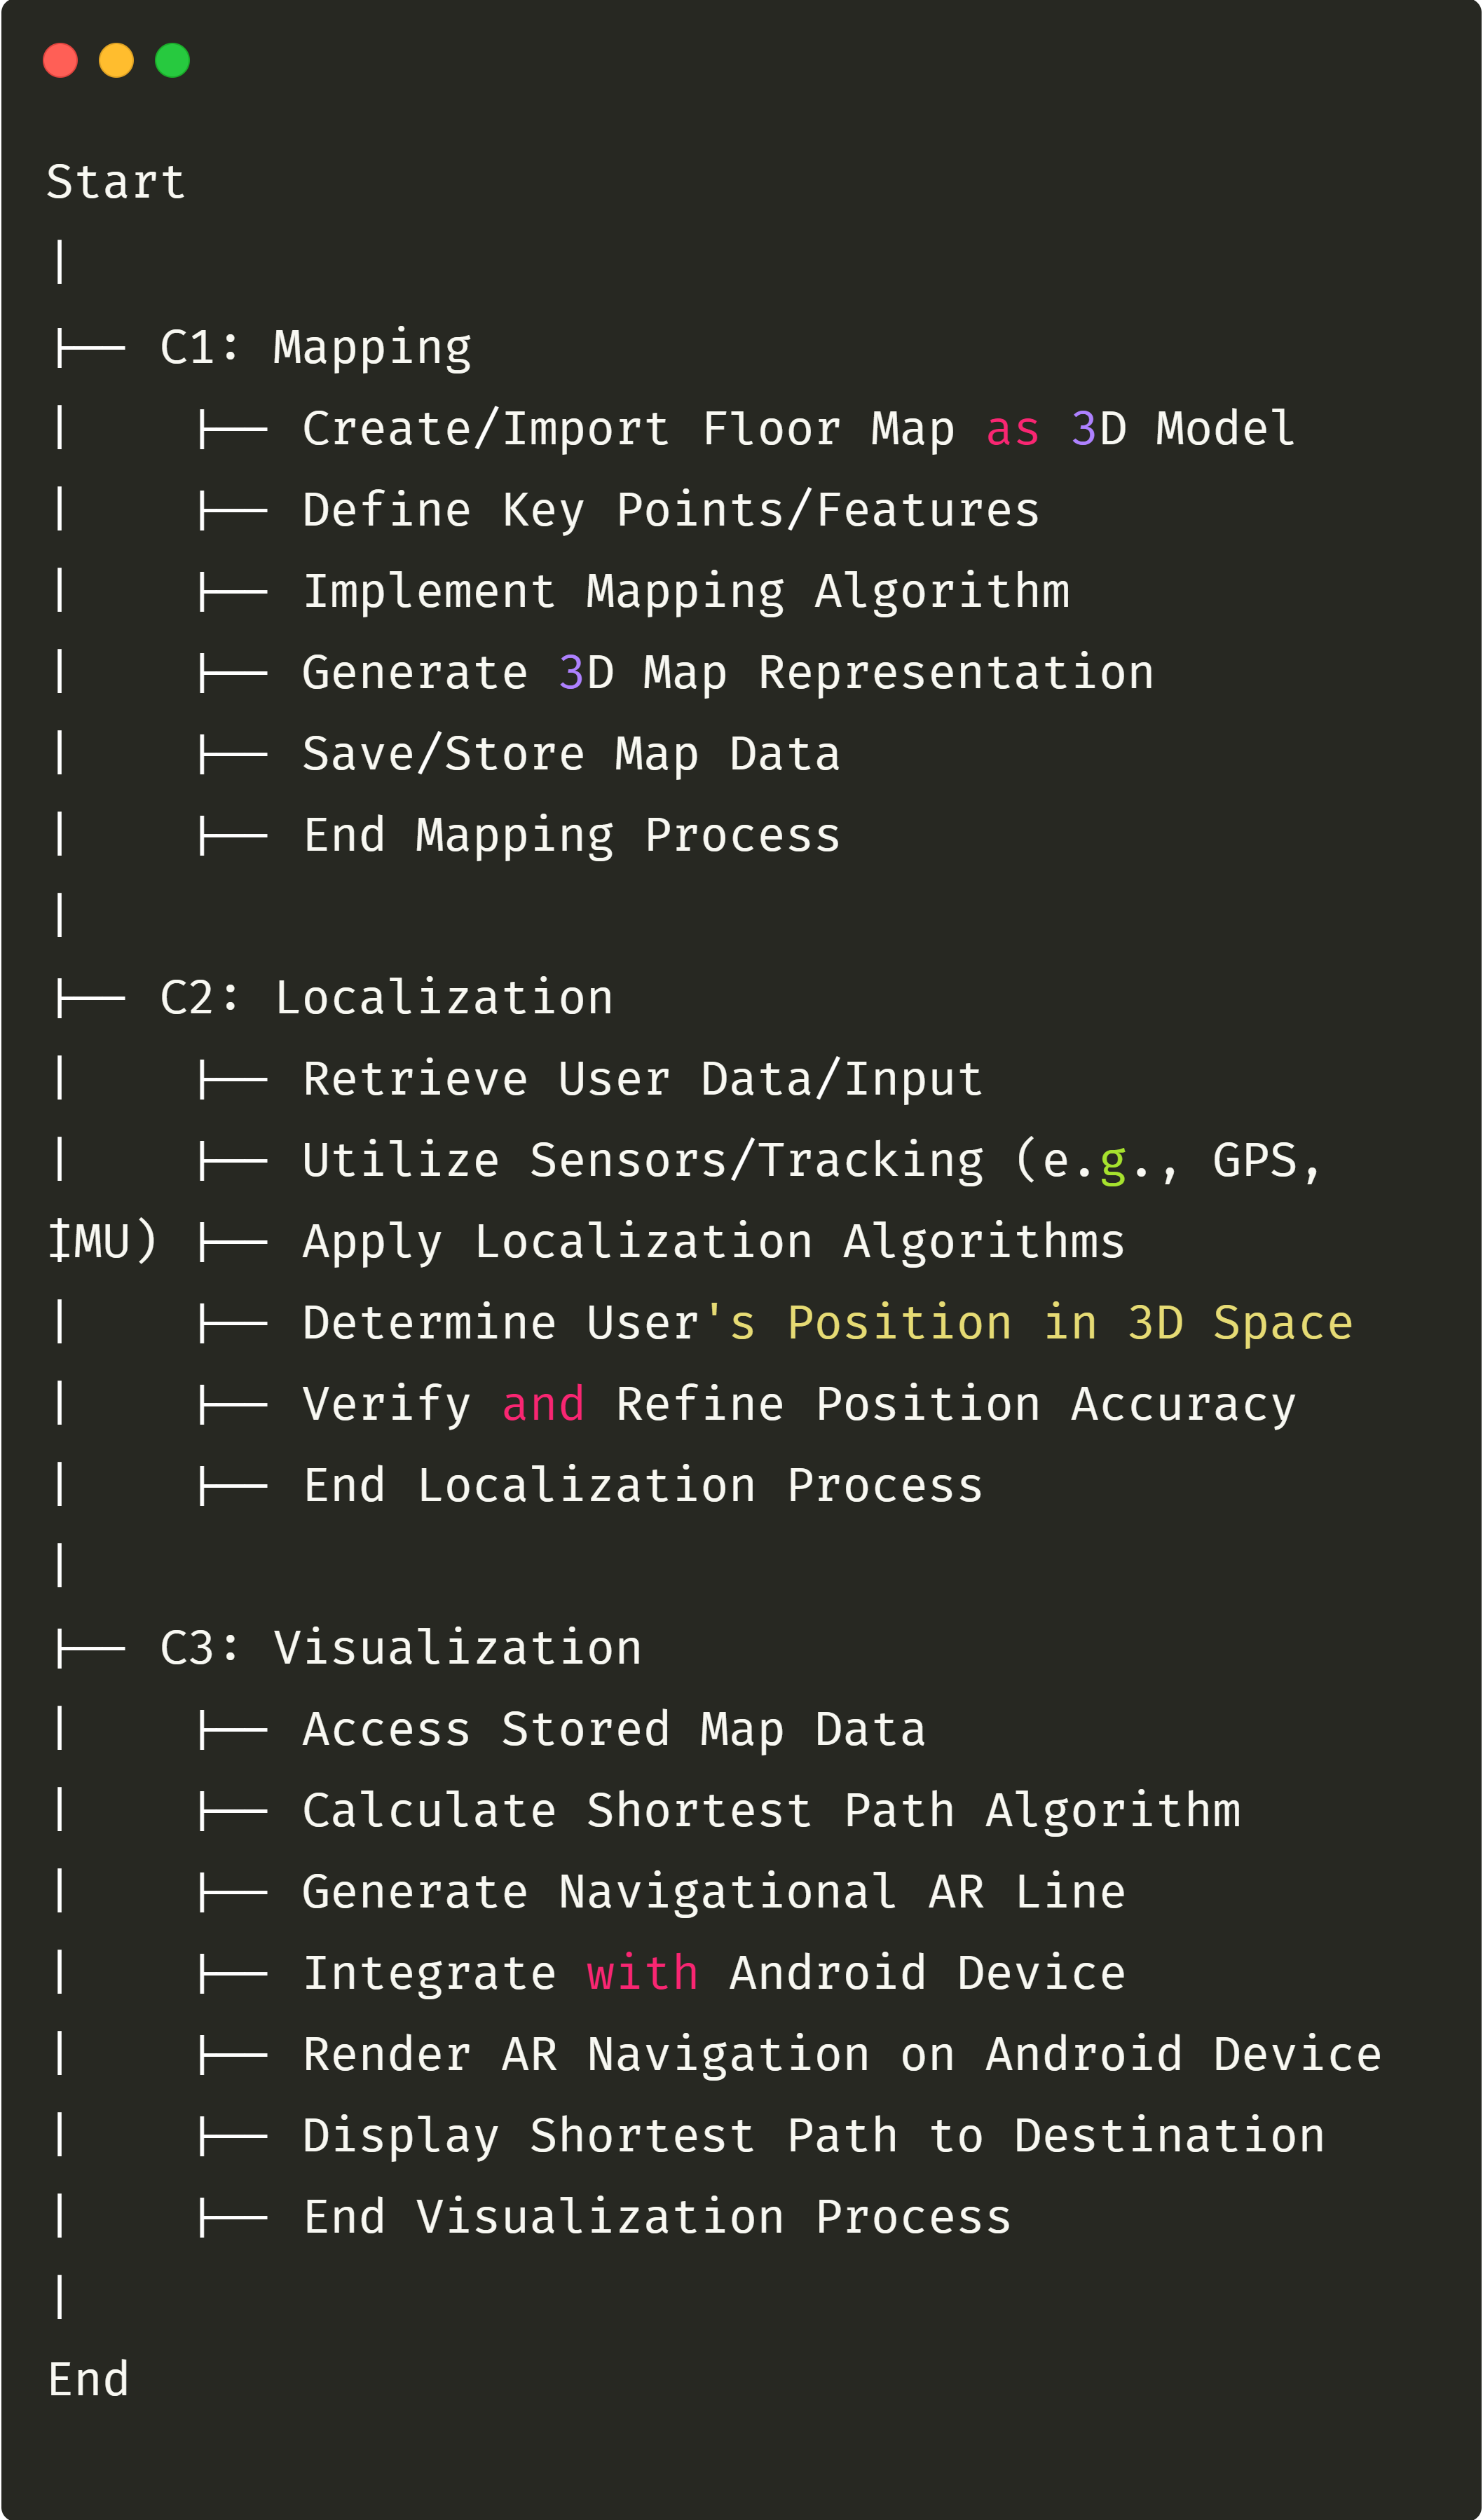 Start
|
├── C1: Mapping
|    ├── Create/Import Floor Map as 3D Model
|    ├── Define Key Points/Features
|    ├── Implement Mapping Algorithm
|    ├── Generate 3D Map Representation
|    ├── Save/Store Map Data
|    ├── End Mapping Process
|
├── C2: Localization
|    ├── Retrieve User Data/Input
|    ├── Utilize Sensors/Tracking (e.g., GPS,
IMU) ├── Apply Localization Algorithms
|    ├── Determine User's Position in 3D Space
|    ├── Verify and Refine Position Accuracy
|    ├── End Localization Process
|
├── C3: Visualization
|    ├── Access Stored Map Data
|    ├── Calculate Shortest Path Algorithm
|    ├── Generate Navigational AR Line
|    ├── Integrate with Android Device
|    ├── Render AR Navigation on Android Device
|    ├── Display Shortest Path to Destination
|    ├── End Visualization Process
|
End